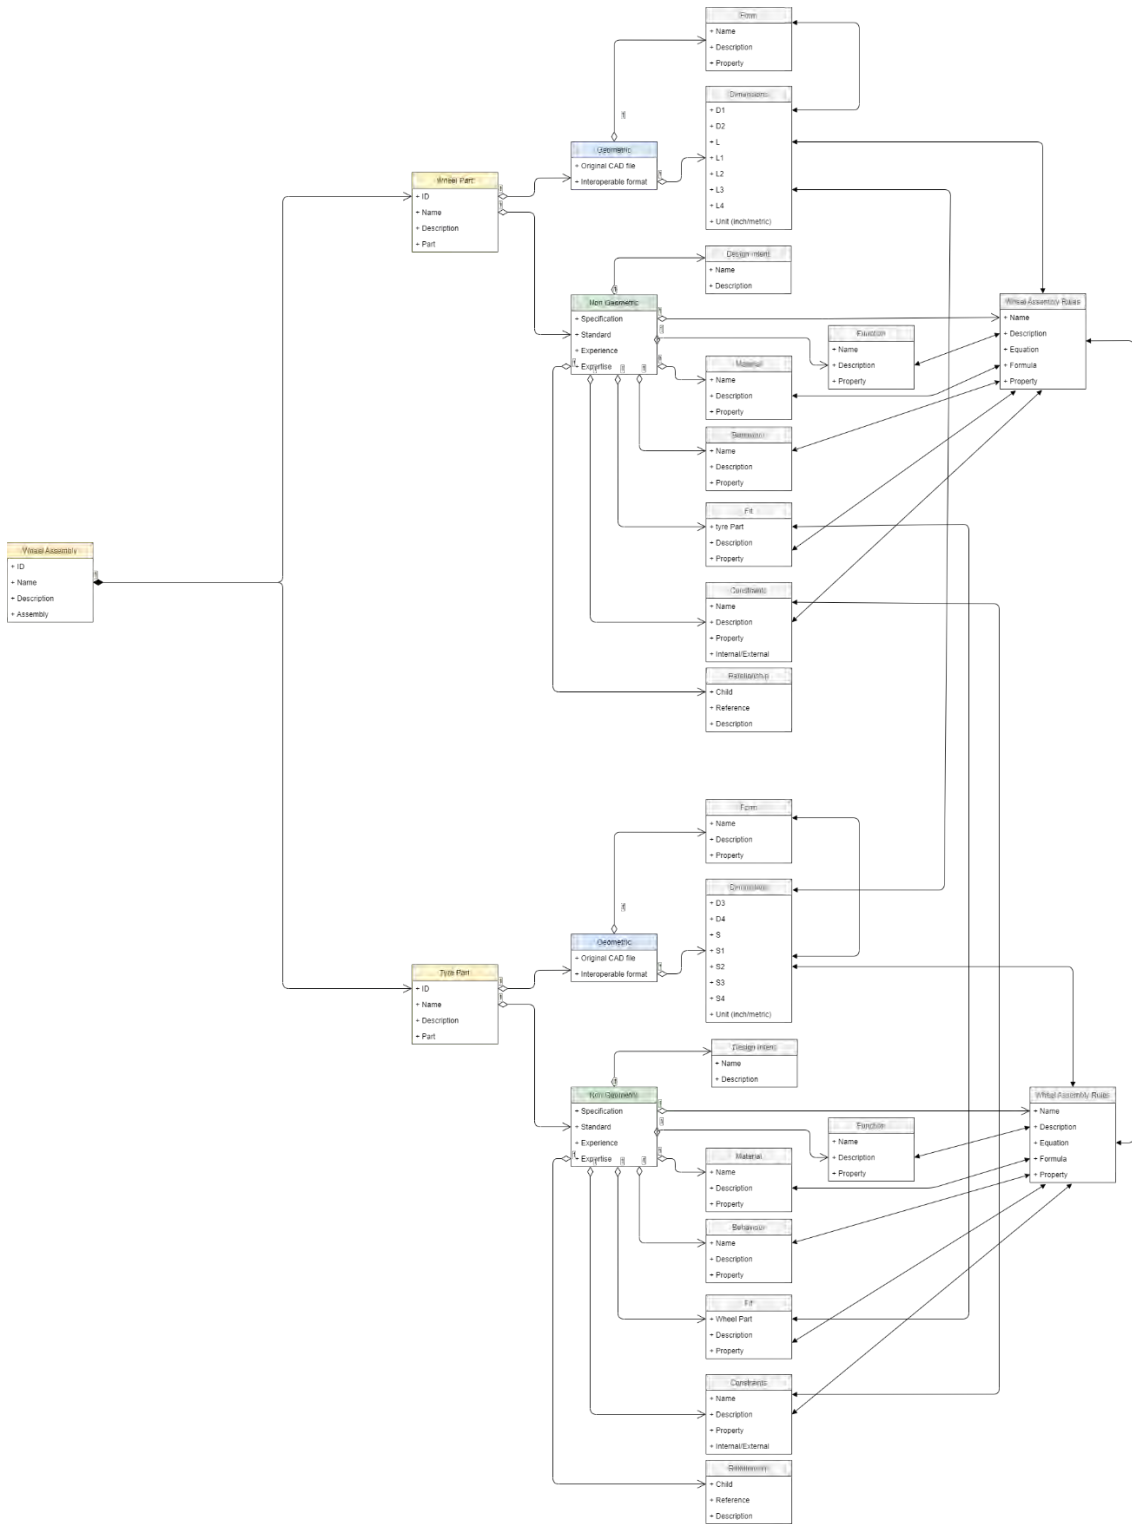 Form
+ Name
+ Description
+ Property
Dimensions
+ D1
+ D2
+ L
+ L1
+ L2
+ L3
+ L4
+ Unit (inch/metric)
Geometric
+ Original CAD file
+ Interoperable format
Wheel Part
+ ID
+ Name
+ Description
+ Part
Design Intent
+ Name
+ Description
Non Geometric
+ Specification
+ Standard
+ Experience
+ Expertise
Wheel Assembly Rules
+ Name
+ Description
+ Equation
+ Formula
+ Property
+ Name
+ Description
+ Property
Material
+ Name
+ Description
+ Property
+ Name
+ Description
+ Property
Fit
+ tyre Part
+ Description
+ Property
Wheel Assembly
+ ID
+ Name
+ Description
+ Assembly
Constraints
+ Name
+ Description
+ Property
+ Internal/External
Relationship
+ Child
+ Reference
+ Description
Form
+ Name
+ Description
+ Property
Dimensions
+ D3
+ D4
+ S
+ S1
+ S2
+ S3
+ S4
+ Unit (inch/metric)
Geometric
+ Original CAD file
+ Interoperable format
Tyre Part
+ ID
+ Name
+ Description
+ Part
Design Intent
+ Name
+ Description
Non Geometric
+ Specification
+ Standard
+ Experience
+ Expertise
Wheel Assembly Rules
+ Name
+ Description
+ Equation
+ Formula
+ Property
Function
+ Name
+ Description
+ Property
Material
+ Name
+ Description
+ Property
Behaviour
+ Name
+ Description
+ Property
Fit
+ Wheel Part
+ Description
+ Property
Constraints
+ Name
+ Description
+ Property
+ Internal/External
+ Child
+ Reference
+ Description